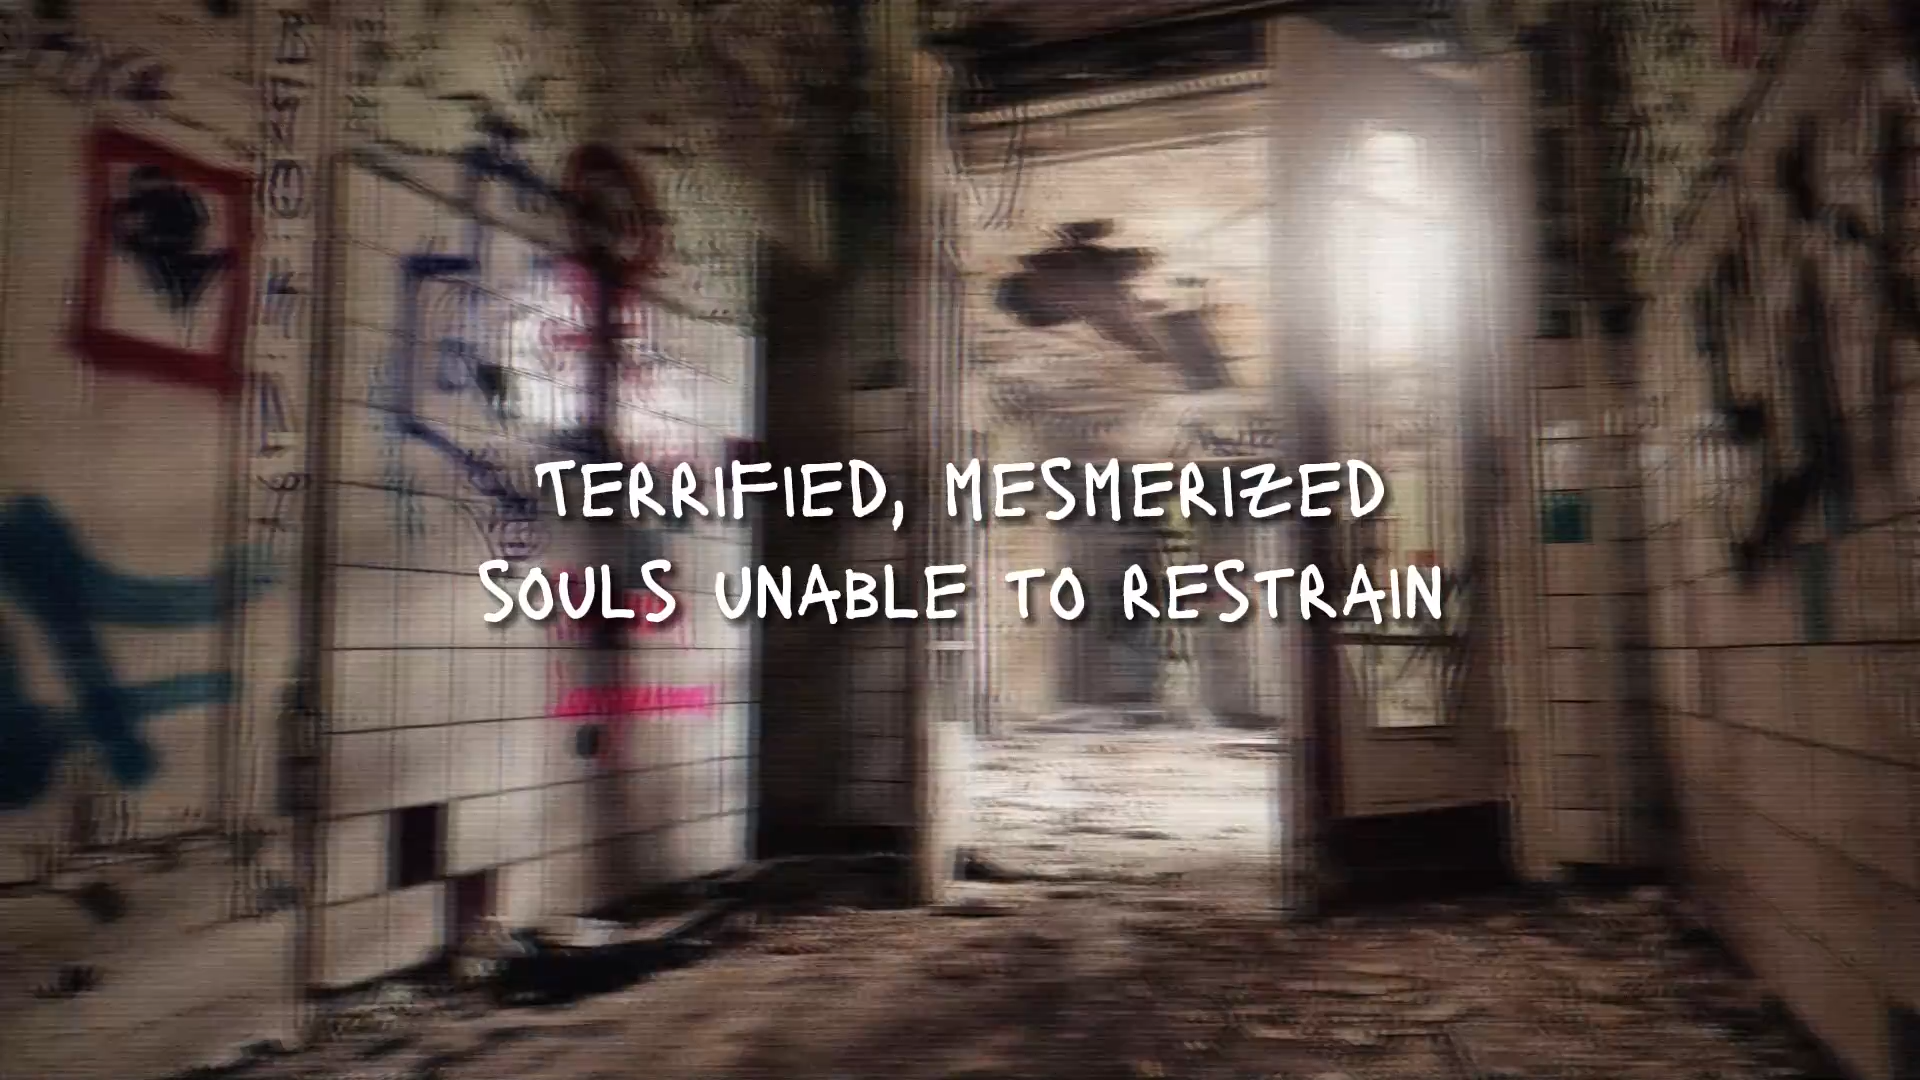 TERRIFIED, MESMERIZED
SOULS UNABLE TO RESTRAIN